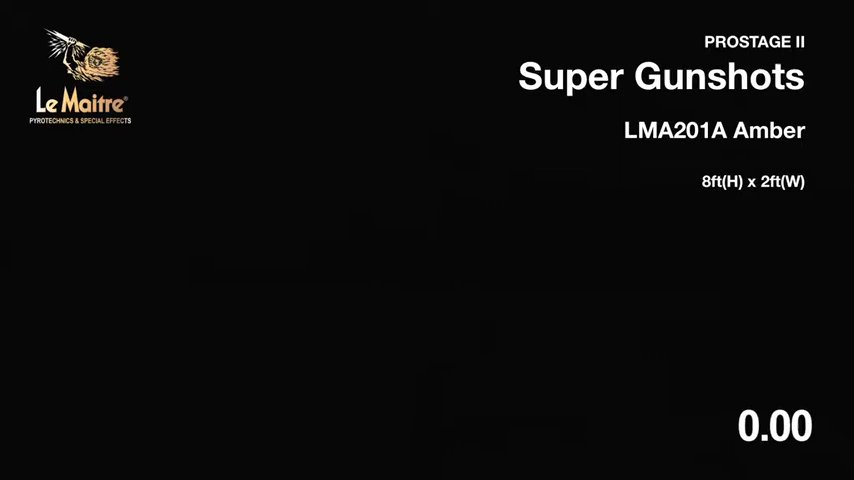 Le Maitre®
PYROTECHNICS & SPECIAL EFFECTS
PROSTAGE II
Super Gunshots
LMA201A Amber
8ft(H) x 2ft(W)
0.00